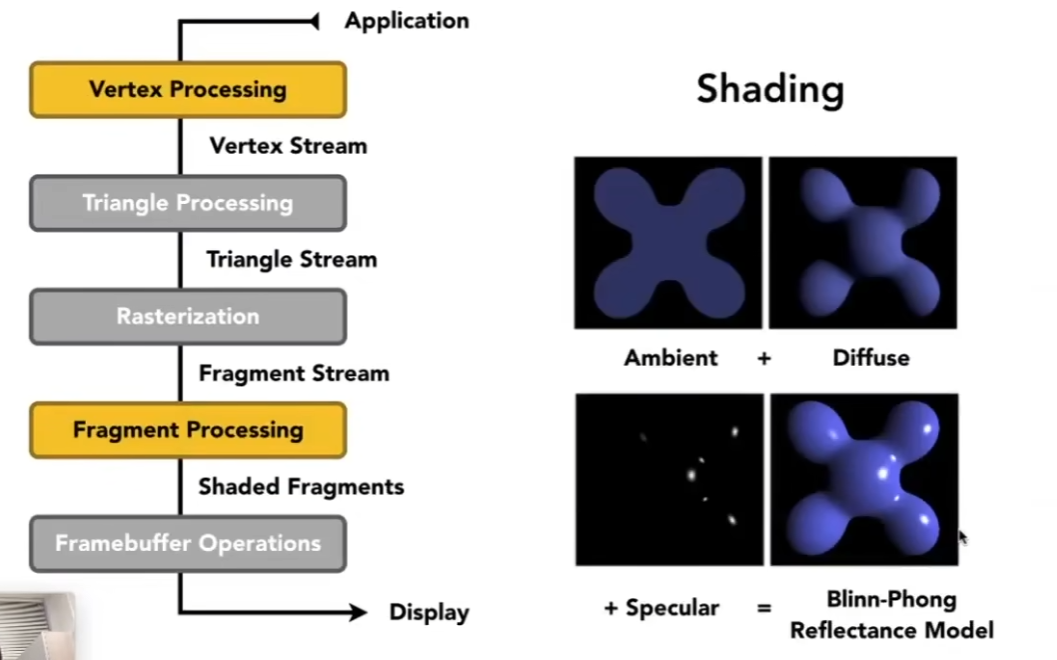 Application
Vertex Processing
Vertex Stream
Triangle Processing
Triangle Stream
Rasterization
Fragment Stream
Fragment Processing
Shaded Fragments
Framebuffer Operations
Display
Shading
Ambient + Diffuse
+ Specular = Blinn-Phong
Reflectance Model